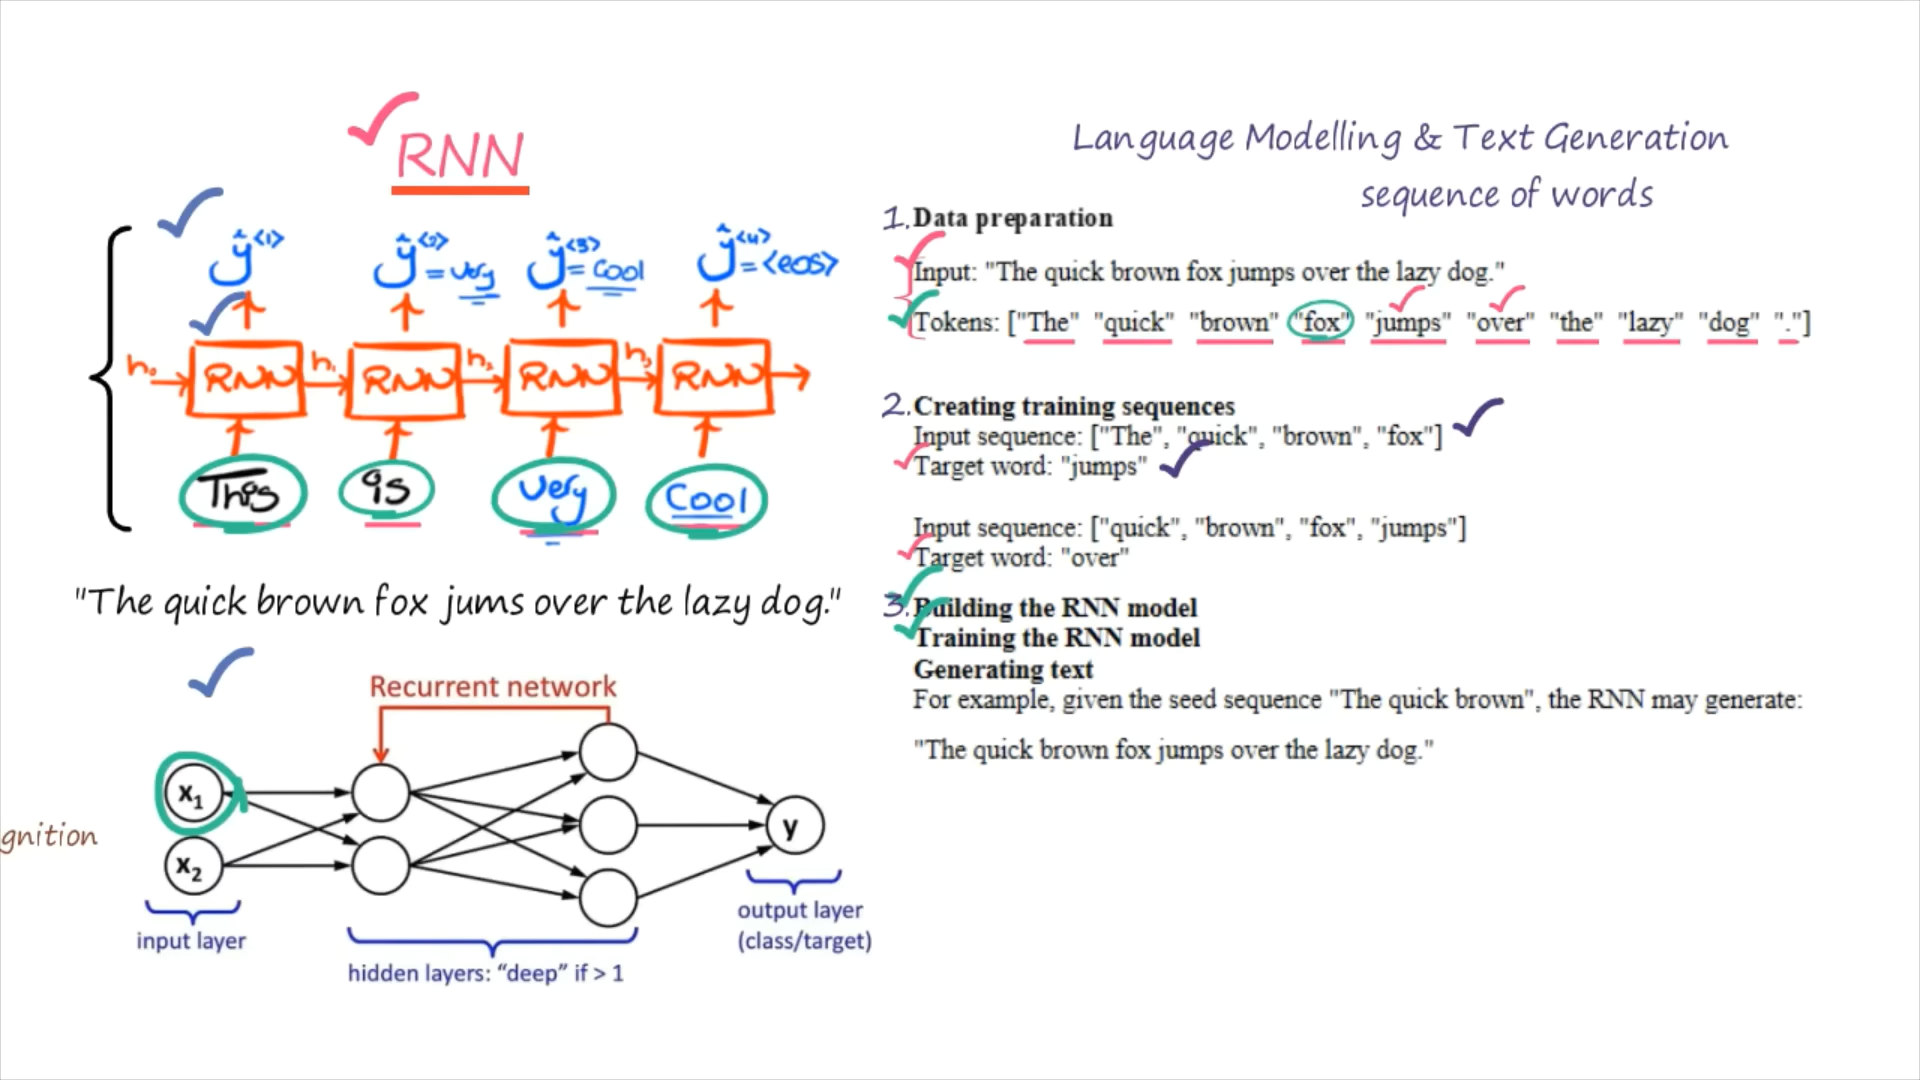 RNN
ŷ<1>
ŷ<2> = very
ŷ<3> = cool
ŷ<4> = <eos>
h₀ RNN h₁ RNN h₂ RNN h₃ RNN
This is very Cool
"The quick brown fox jums over the lazy dog."
Recurrent network
x₁
x₂
y
gnition
input layer
hidden layers: “deep” if > 1
output layer
(class/target)
Language Modelling & Text Generation
sequence of words
1. Data preparation
Input: "The quick brown fox jumps over the lazy dog."
Tokens: ["The" "quick" "brown" "fox" "jumps" "over" "the" "lazy" "dog" "."]
2. Creating training sequences
Input sequence: ["The", "quick", "brown", "fox"]
Target word: "jumps"
Input sequence: ["quick", "brown", "fox", "jumps"]
Target word: "over"
3. Building the RNN model
Training the RNN model
Generating text
For example, given the seed sequence "The quick brown", the RNN may generate:
"The quick brown fox jumps over the lazy dog."